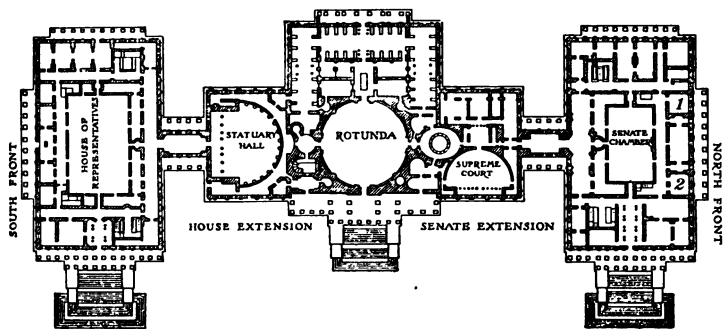 SOUTH FRONT
HOUSE OF
REPRESENTATIVES
STATUARY
HALL
HOUSE EXTENSION
ROTUNDA
SUPREME
COURT
SENATE EXTENSION
SENATE
CHAMBER
1
2
NORTH FRONT